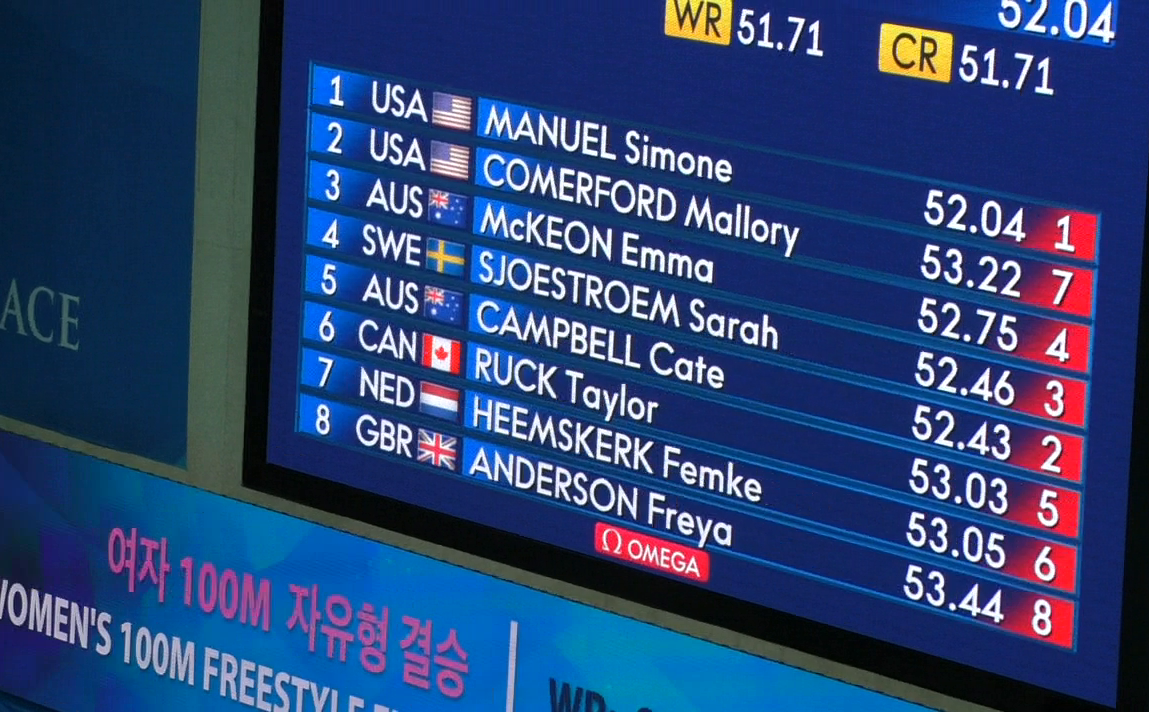 52.04
WR 51.71 CR 51.71
1 USA MANUEL Simone 52.04 1
2 USA COMERFORD Mallory 53.22 7
3 AUS McKEON Emma 52.75 4
4 SWE SJOESTROEM Sarah 52.46 3
5 AUS CAMPBELL Cate 52.43 2
6 CAN RUCK Taylor 53.03 5
7 NED HEEMSKERK Femke 53.05 6
8 GBR ANDERSON Freya 53.44 8
Ω OMEGA
ACE
여자 100M 자유형 결승
WOMEN'S 100M FREESTYLE
WR: